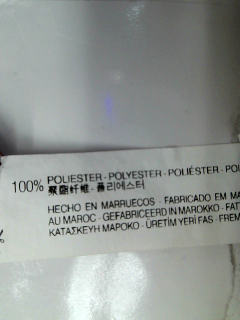 100% POLIESTER - POLYESTER - POLIÉSTER - POL
聚酯纤维 - 폴리에스터
HECHO EN MARRUECOS - FABRICADO EM MA
AU MAROC - GEFABRICEERD IN MAROKKO - FAT
ΚΑΤΑΣΚΕΥΗ ΜΑΡΟΚΟ - ÜRETİM YERİ FAS - FREM
%